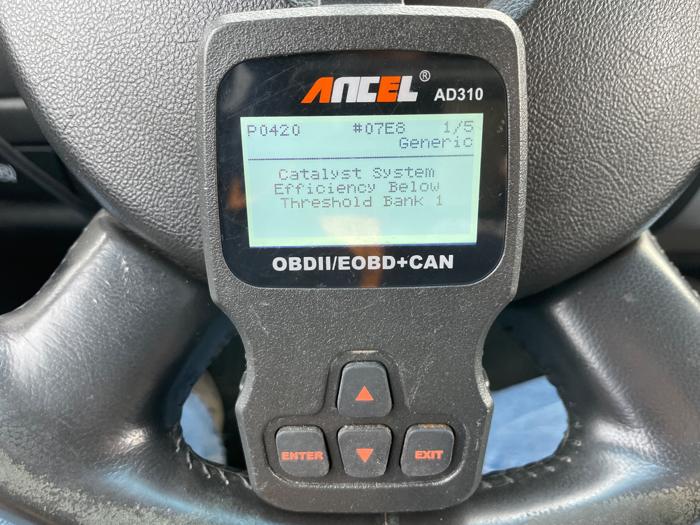 ANCEL® AD310
P0420 #07E8 1/5
Generic
Catalyst System
Efficiency Below
Threshold Bank 1
OBDII/EOBD+CAN
ENTER
EXIT